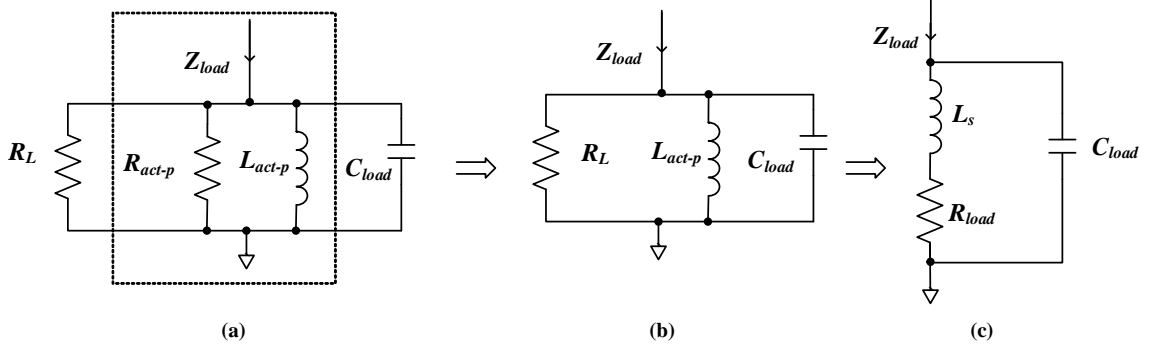 Z_load
R_L
R_act-p
L_act-p
C_load
(a)
Z_load
R_L
L_act-p
C_load
(b)
Z_load
L_s
C_load
R_load
(c)